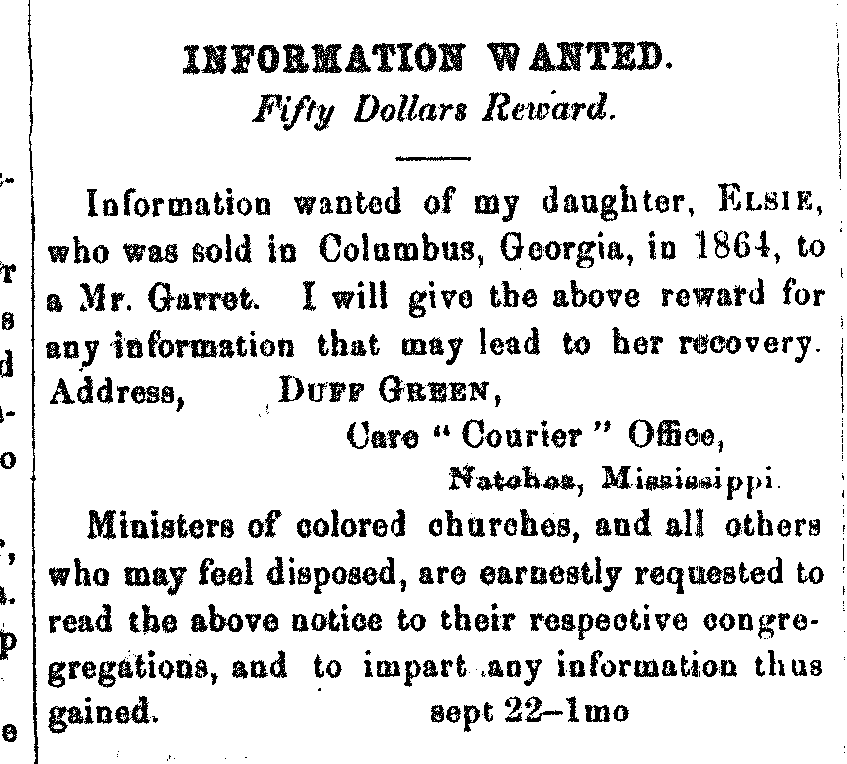 INFORMATION WANTED.
Fifty Dollars Reward.
Information wanted of my daughter, ELSIE,
who was sold in Columbus, Georgia, in 1864, to
a Mr. Garret. I will give the above reward for
any information that may lead to her recovery.
Address, DUFF GREEN,
Care “ Courier ” Office,
Natchez, Mississippi.
Ministers of colored churches, and all others
who may feel disposed, are earnestly requested to
read the above notice to their respective congre-
gregations, and to impart any information thus
gained. sept 22–1mo